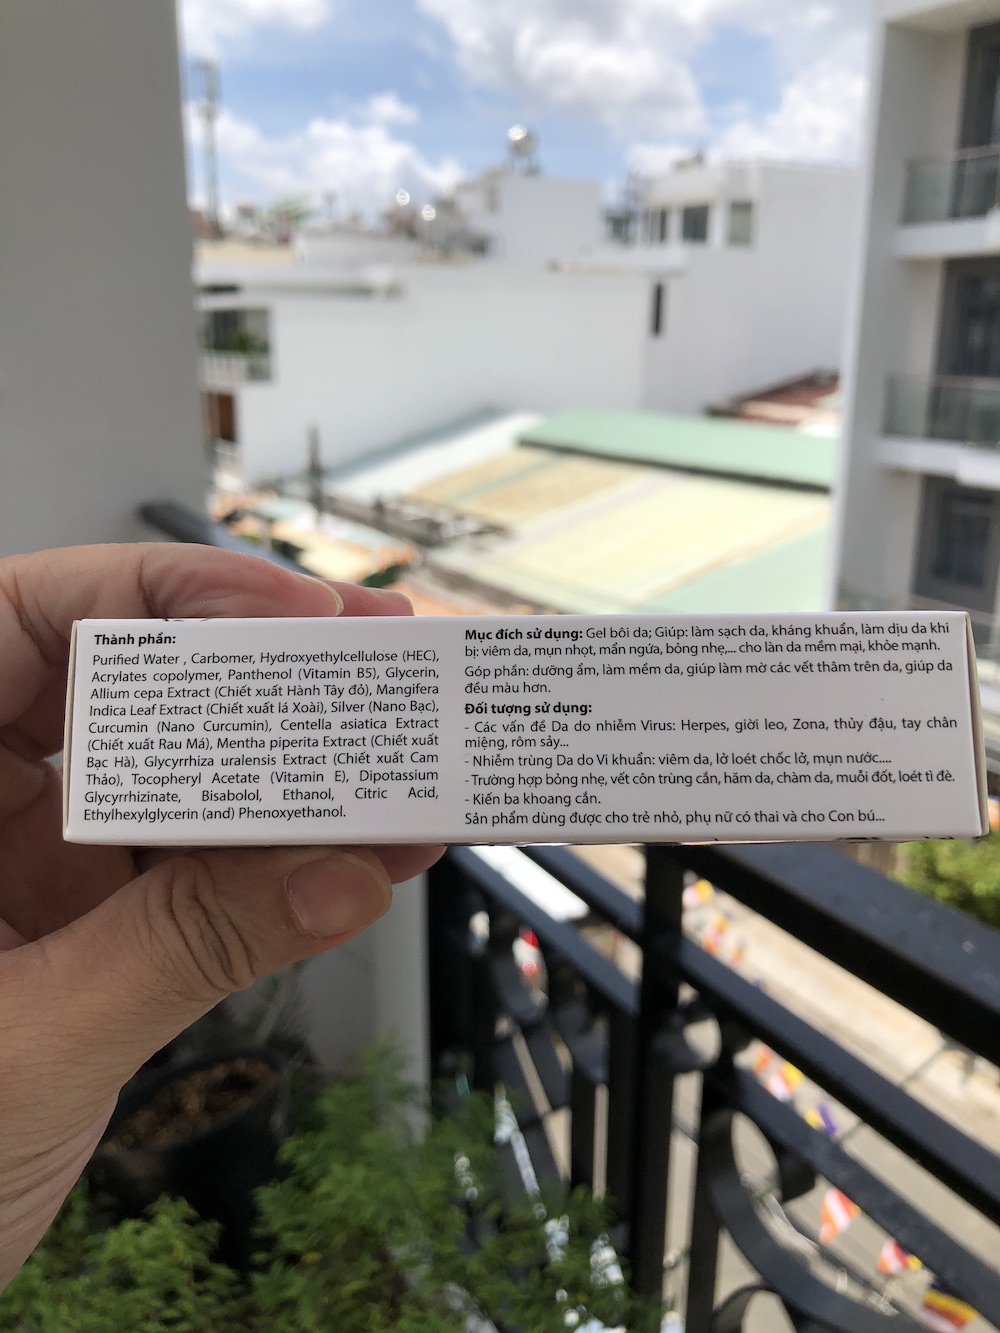 Thành phần:
Purified Water , Carbomer, Hydroxyethylcellulose (HEC),
Acrylates copolymer, Panthenol (Vitamin B5), Glycerin,
Allium cepa Extract (Chiết xuất Hành Tây đỏ), Mangifera
Indica Leaf Extract (Chiết xuất lá Xoài), Silver (Nano Bạc),
Curcumin (Nano Curcumin), Centella asiatica Extract
(Chiết xuất Rau Má), Mentha piperita Extract (Chiết xuất
Bạc Hà), Glycyrrhiza uralensis Extract (Chiết xuất Cam
Thảo), Tocopheryl Acetate (Vitamin E), Dipotassium
Glycyrrhizinate, Bisabolol, Ethanol, Citric Acid,
Ethylhexylglycerin (and) Phenoxyethanol.
Mục đích sử dụng: Gel bôi da; Giúp: làm sạch da, kháng khuẩn, làm dịu da khi
bị: viêm da, mụn nhọt, mẩn ngứa, bỏng nhẹ,... cho làn da mềm mại, khỏe mạnh.
Góp phần: dưỡng ẩm, làm mềm da, giúp làm mờ các vết thâm trên da, giúp da
đều màu hơn.
Đối tượng sử dụng:
- Các vấn đề Da do nhiễm Virus: Herpes, giời leo, Zona, thủy đậu, tay chân
miệng, rôm sảy...
- Nhiễm trùng Da do Vi khuẩn: viêm da, lở loét chốc lở, mụn nước....
- Trường hợp bỏng nhẹ, vết côn trùng cắn, hăm da, chàm da, muỗi đốt, loét tì đè.
- Kiến ba khoang cắn.
Sản phẩm dùng được cho trẻ nhỏ, phụ nữ có thai và cho Con bú...